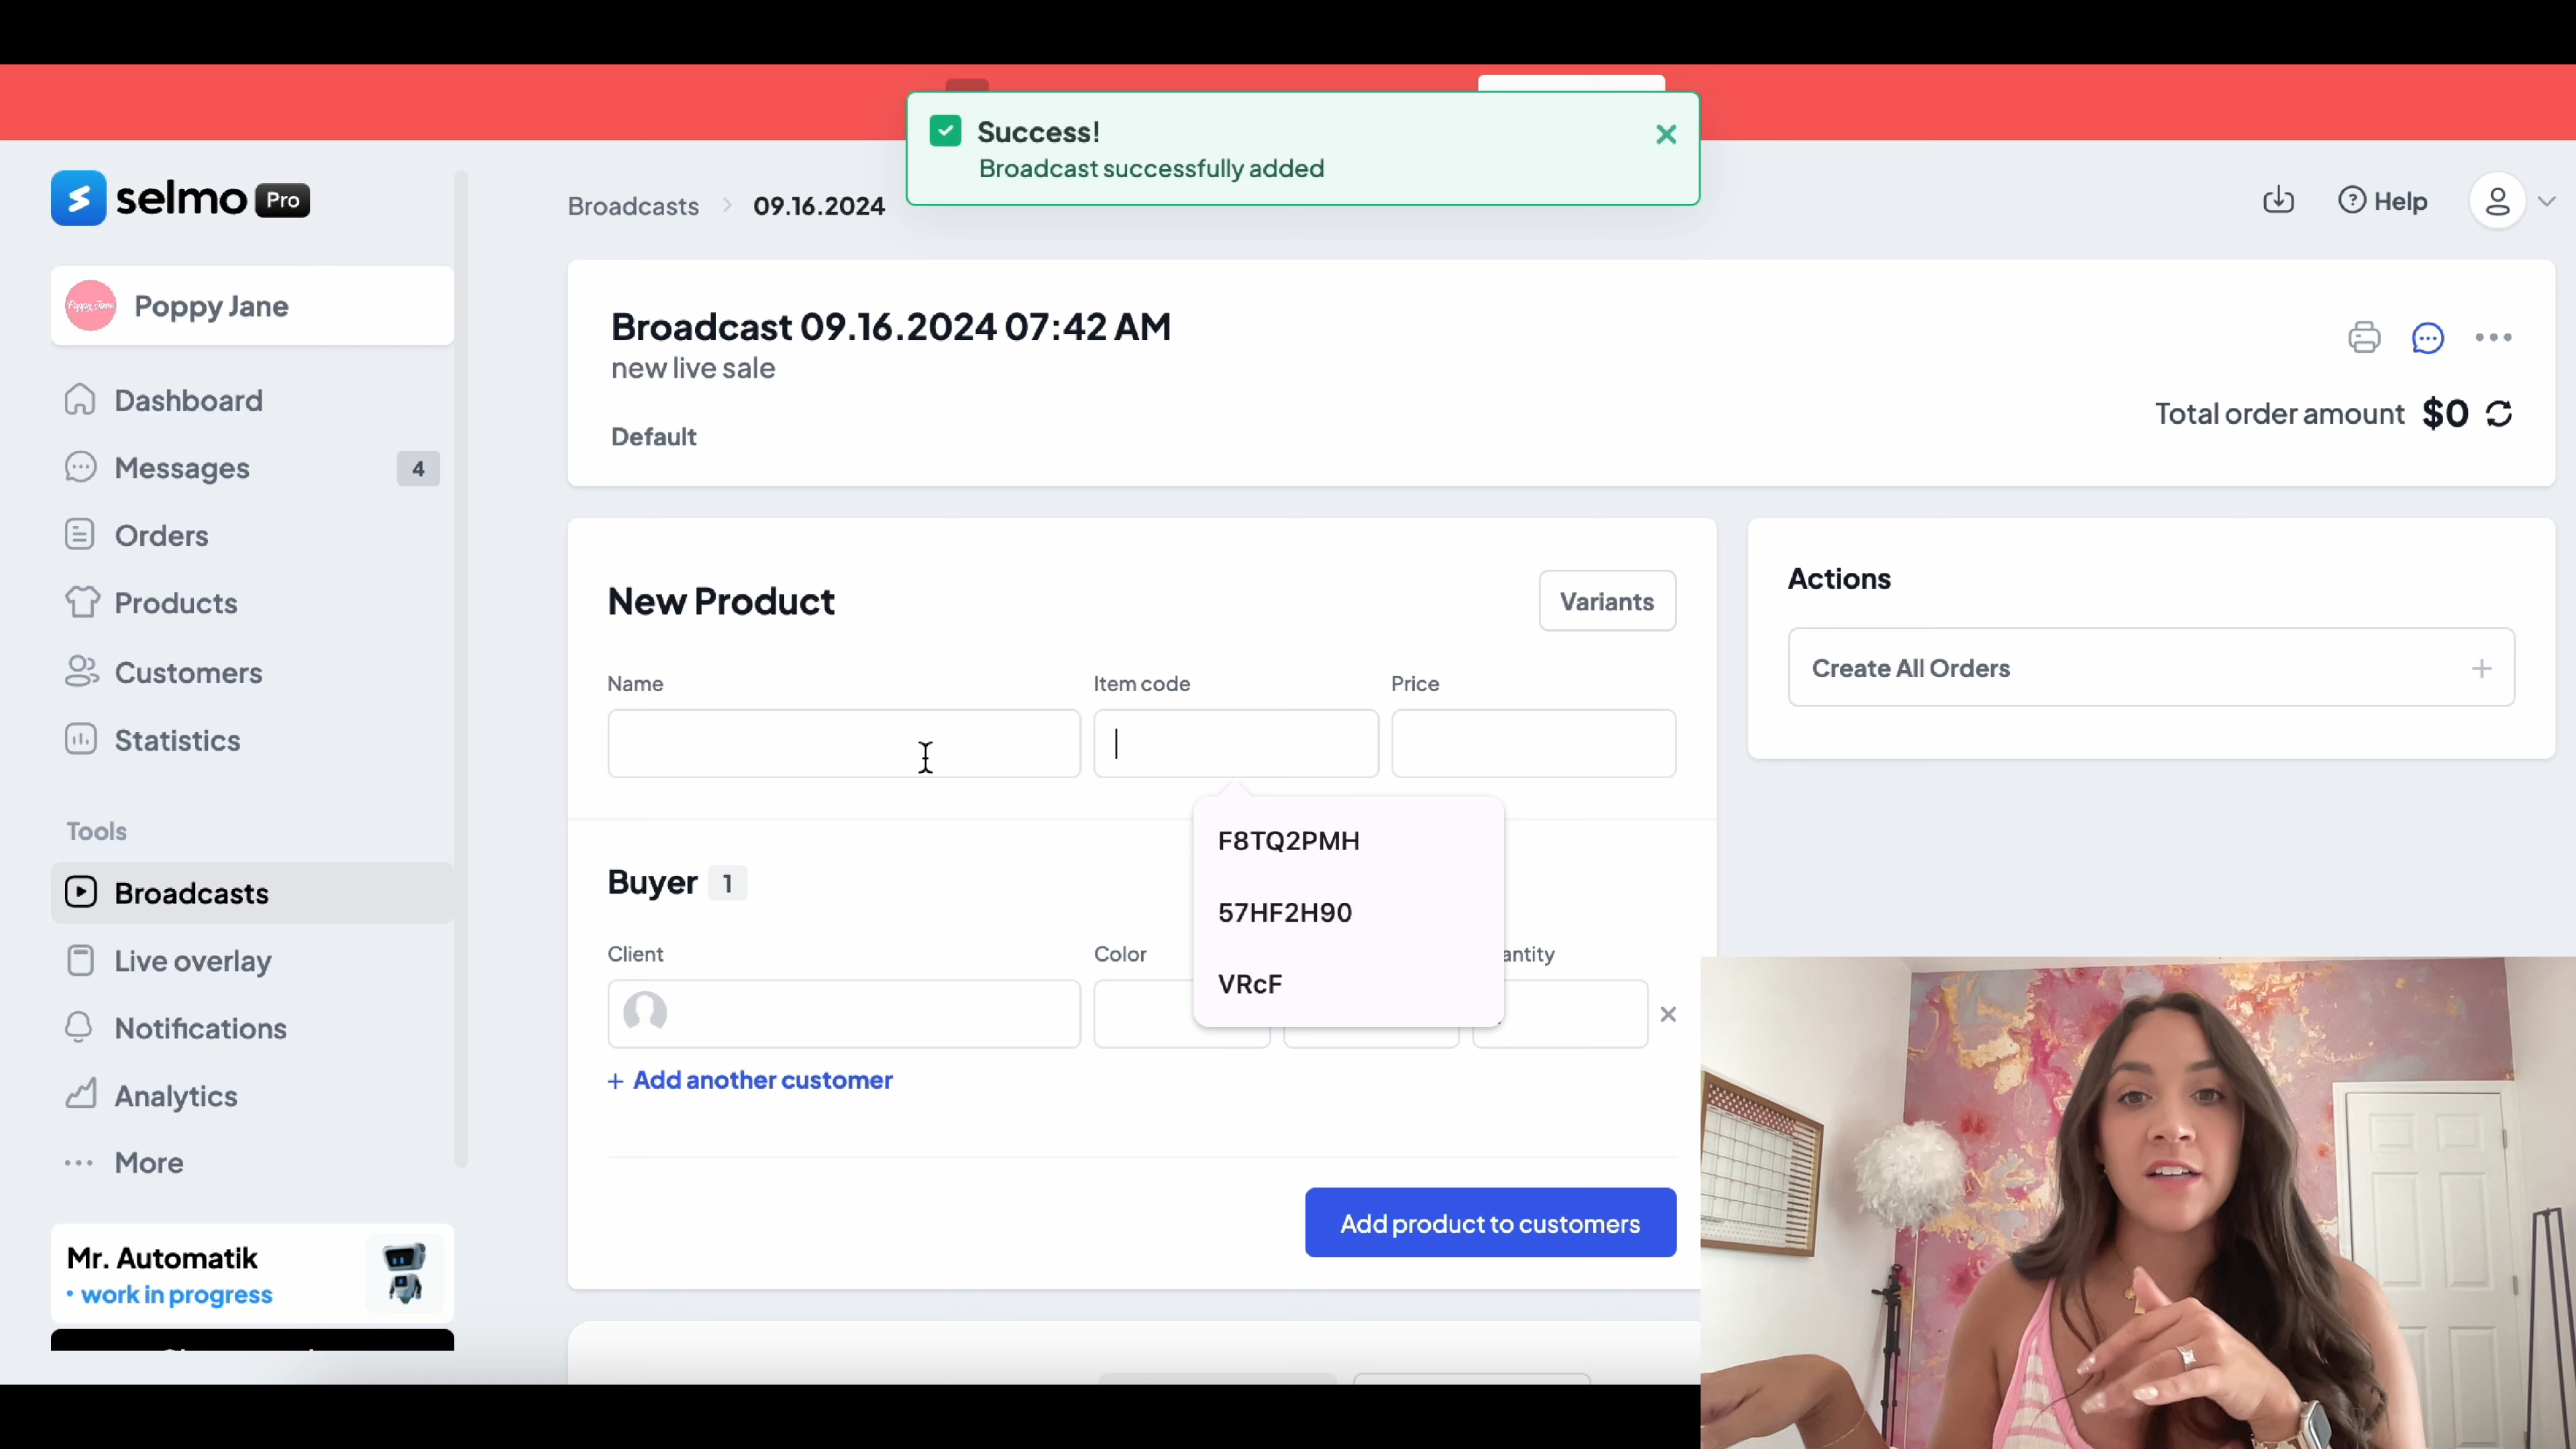 Success!
Broadcast successfully added
selmo Pro
Broadcasts > 09.16.2024
Help
Poppy Jane
Poppy Jane
Broadcast 09.16.2024 07:42 AM
new live sale
Default
Total order amount $0
Dashboard
Messages 4
Orders
Products
Customers
Statistics
Tools
Broadcasts
Live overlay
Notifications
Analytics
More
Mr. Automatik
• work in progress
New Product
Variants
Name
Item code
Price
F8TQ2PMH
57HF2H90
VRcF
Buyer 1
Client
Color
antity
+ Add another customer
Add product to customers
Actions
Create All Orders +